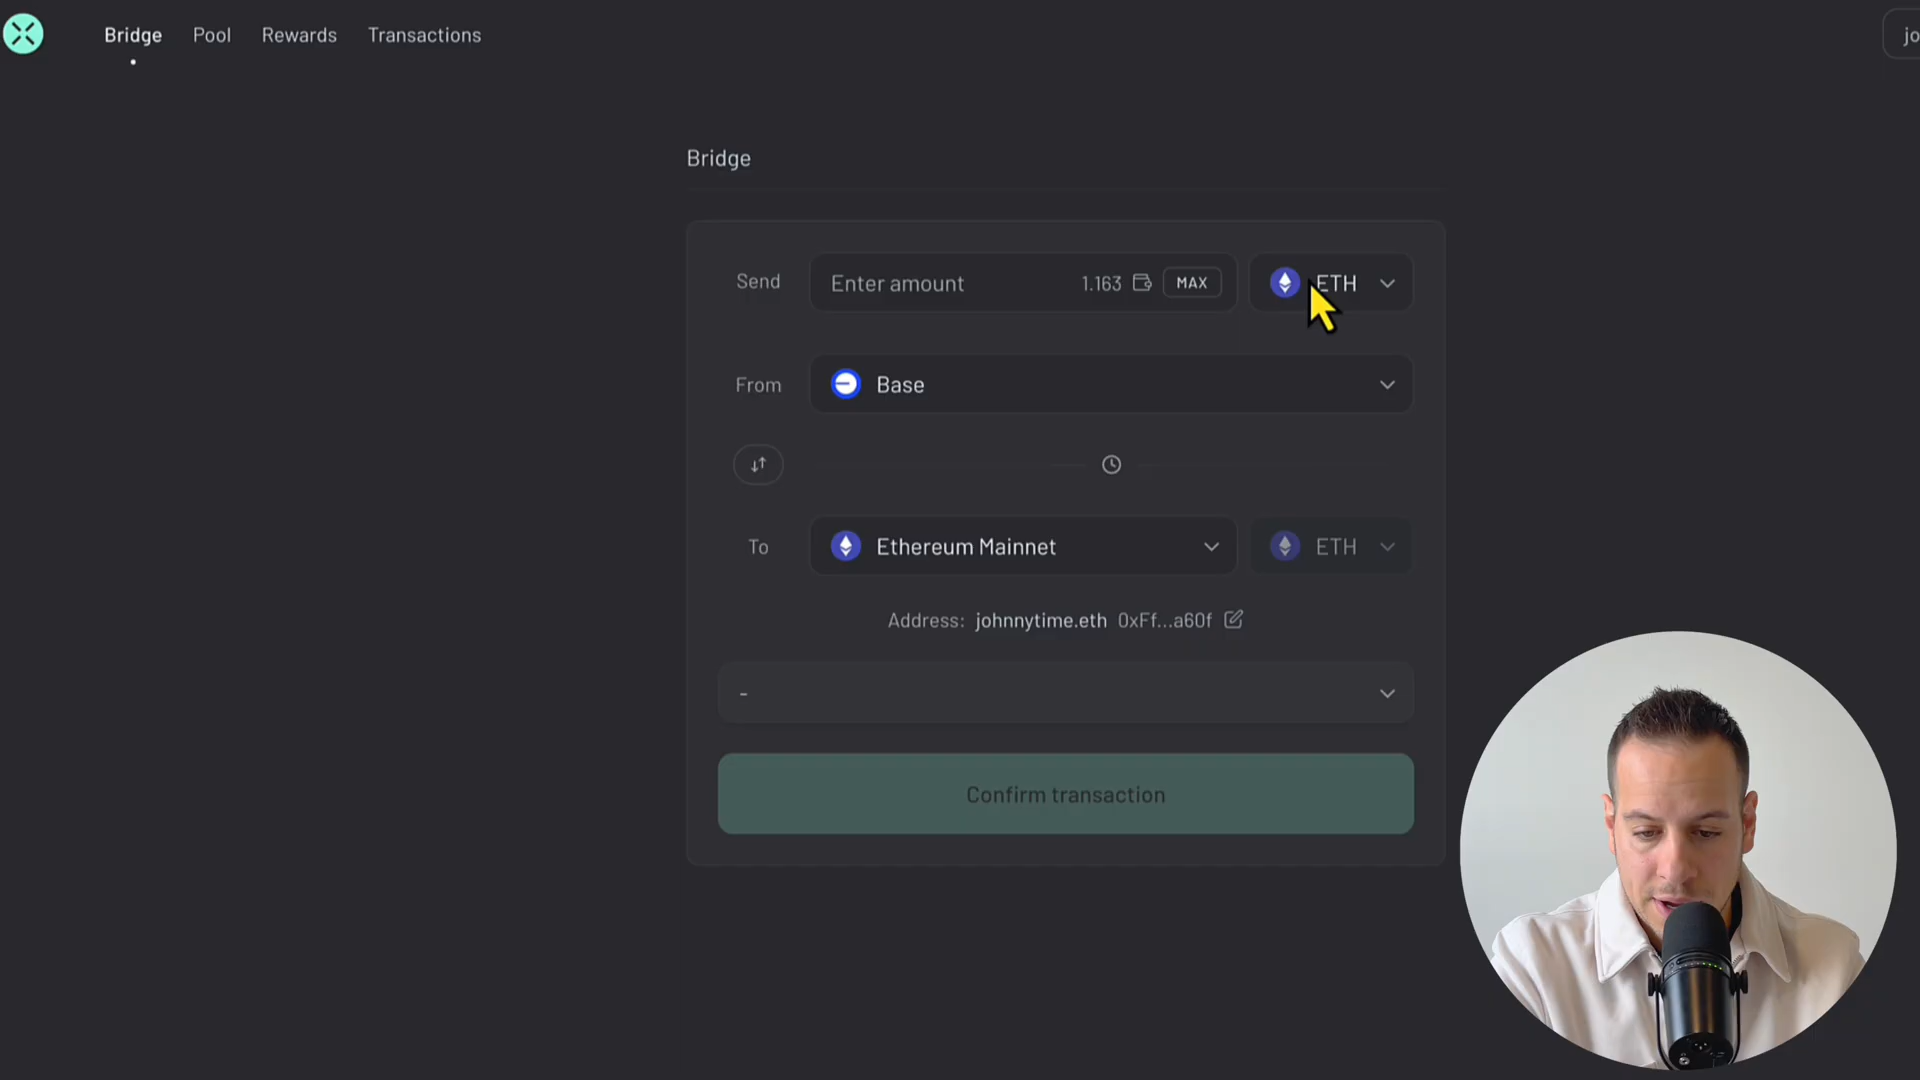 Bridge Pool Rewards Transactions jo
Bridge
Send Enter amount 1.163 MAX ETH
From Base
To Ethereum Mainnet ETH
Address: johnnytime.eth 0xFf...a60f
-
Confirm transaction